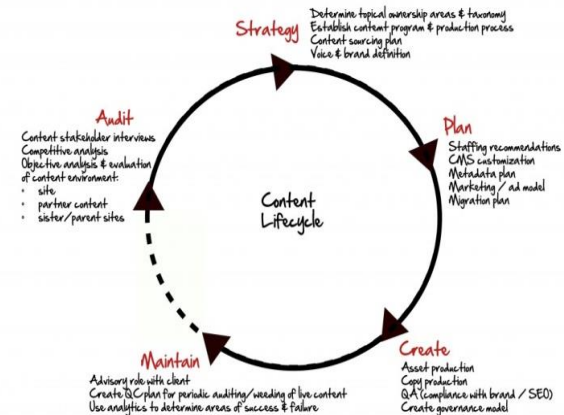 Strategy
Determine topical ownership areas & taxonomy
Establish content program & production process
Content sourcing plan
Voice & brand definition
Plan
Staffing recommendations
CMS customization
Metadata plan
Marketing / ad model
Migration plan
Create
Asset production
Copy production
QA (compliance with brand / SEO)
Create governance model
Maintain
Advisory role with client
Create QC plan for periodic auditing/weeding of live content
Use analytics to determine areas of success & failure
Audit
Content stakeholder interviews
Competitive analysis
Objective analysis & evaluation
of content environment:
• site
• partner content
• sister/parent sites
Content
Lifecycle